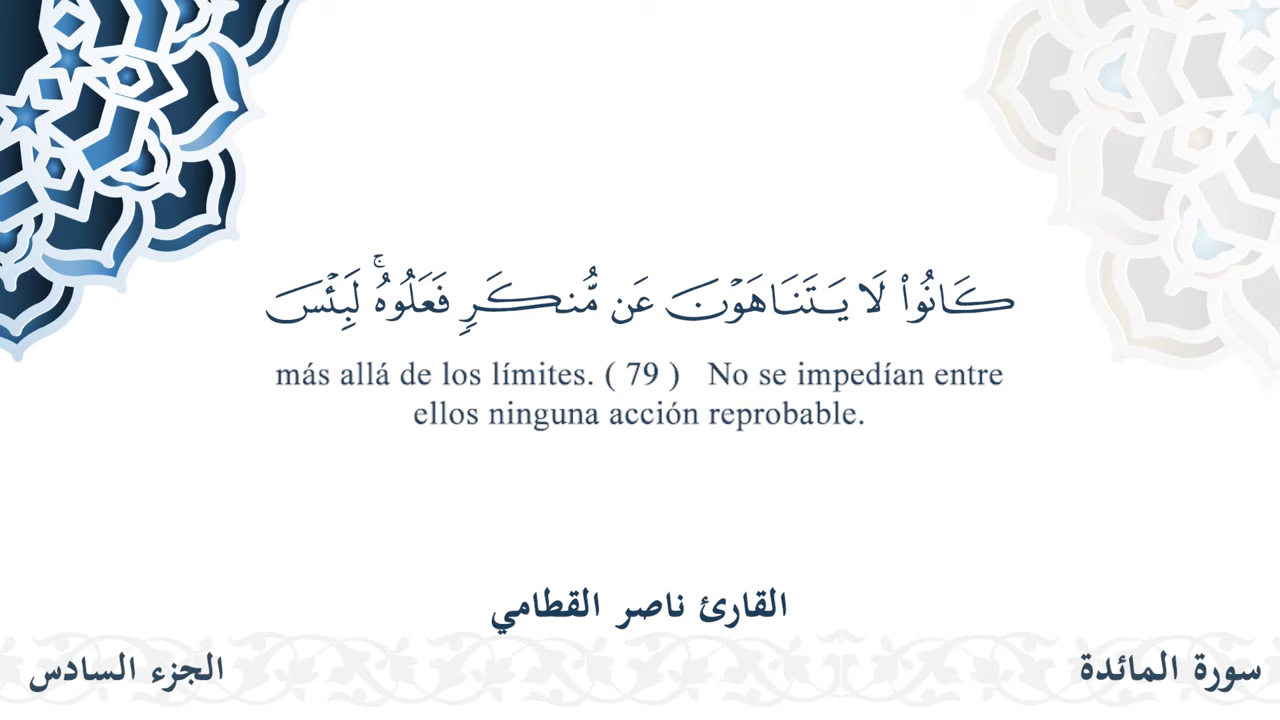 كَانُوا۟ لَا يَتَنَاهَوْنَ عَن مُّنكَرٍ فَعَلُوهُ ۚ لَبِئْسَ
más allá de los límites. ( 79 ) No se impedían entre
ellos ninguna acción reprobable.
القارئ ناصر القطامي
سورة المائدة
الجزء السادس